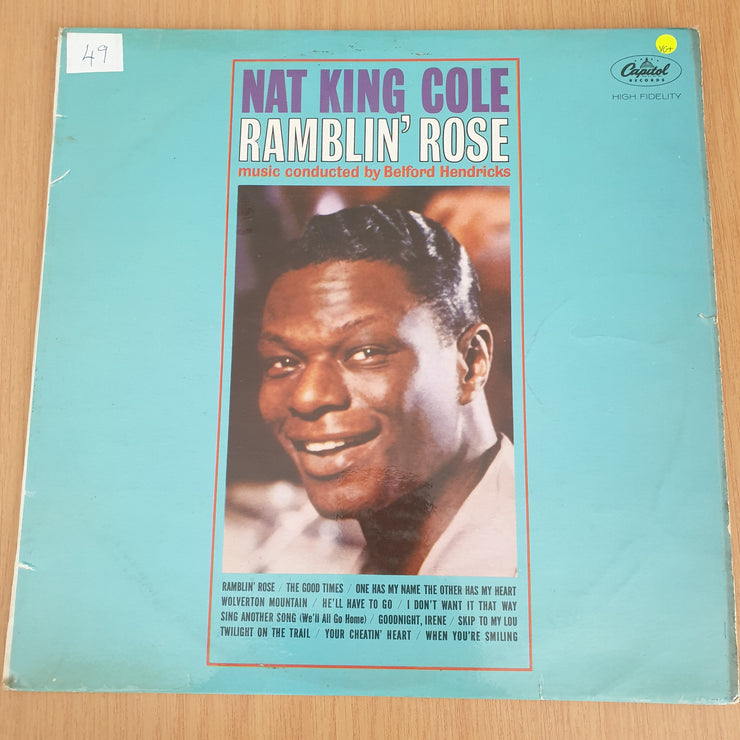 49
VG+
Capitol
RECORDS
HIGH FIDELITY
NAT KING COLE
RAMBLIN' ROSE
music conducted by Belford Hendricks
RAMBLIN' ROSE / THE GOOD TIMES / ONE HAS MY NAME THE OTHER HAS MY HEART
WOLVERTON MOUNTAIN / HE'LL HAVE TO GO / I DON'T WANT IT THAT WAY
SING ANOTHER SONG (We'll All Go Home) / GOODNIGHT, IRENE / SKIP TO MY LOU
TWILIGHT ON THE TRAIL / YOUR CHEATIN' HEART / WHEN YOU'RE SMILING